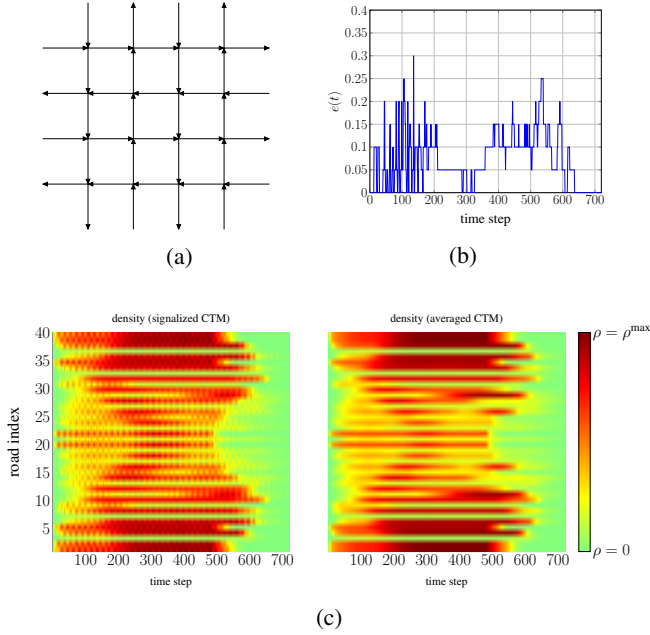 0.4
0.35
0.3
0.25
0.2
0.15
0.1
0.05
0
e(t)
0 100 200 300 400 500 600 700
time step
(a)
(b)
density (signalized CTM)
density (averaged CTM)
40
35
30
25
20
15
10
5
road index
100 200 300 400 500 600 700
time step
100 200 300 400 500 600 700
time step
ρ = ρ^max
ρ = 0
(c)